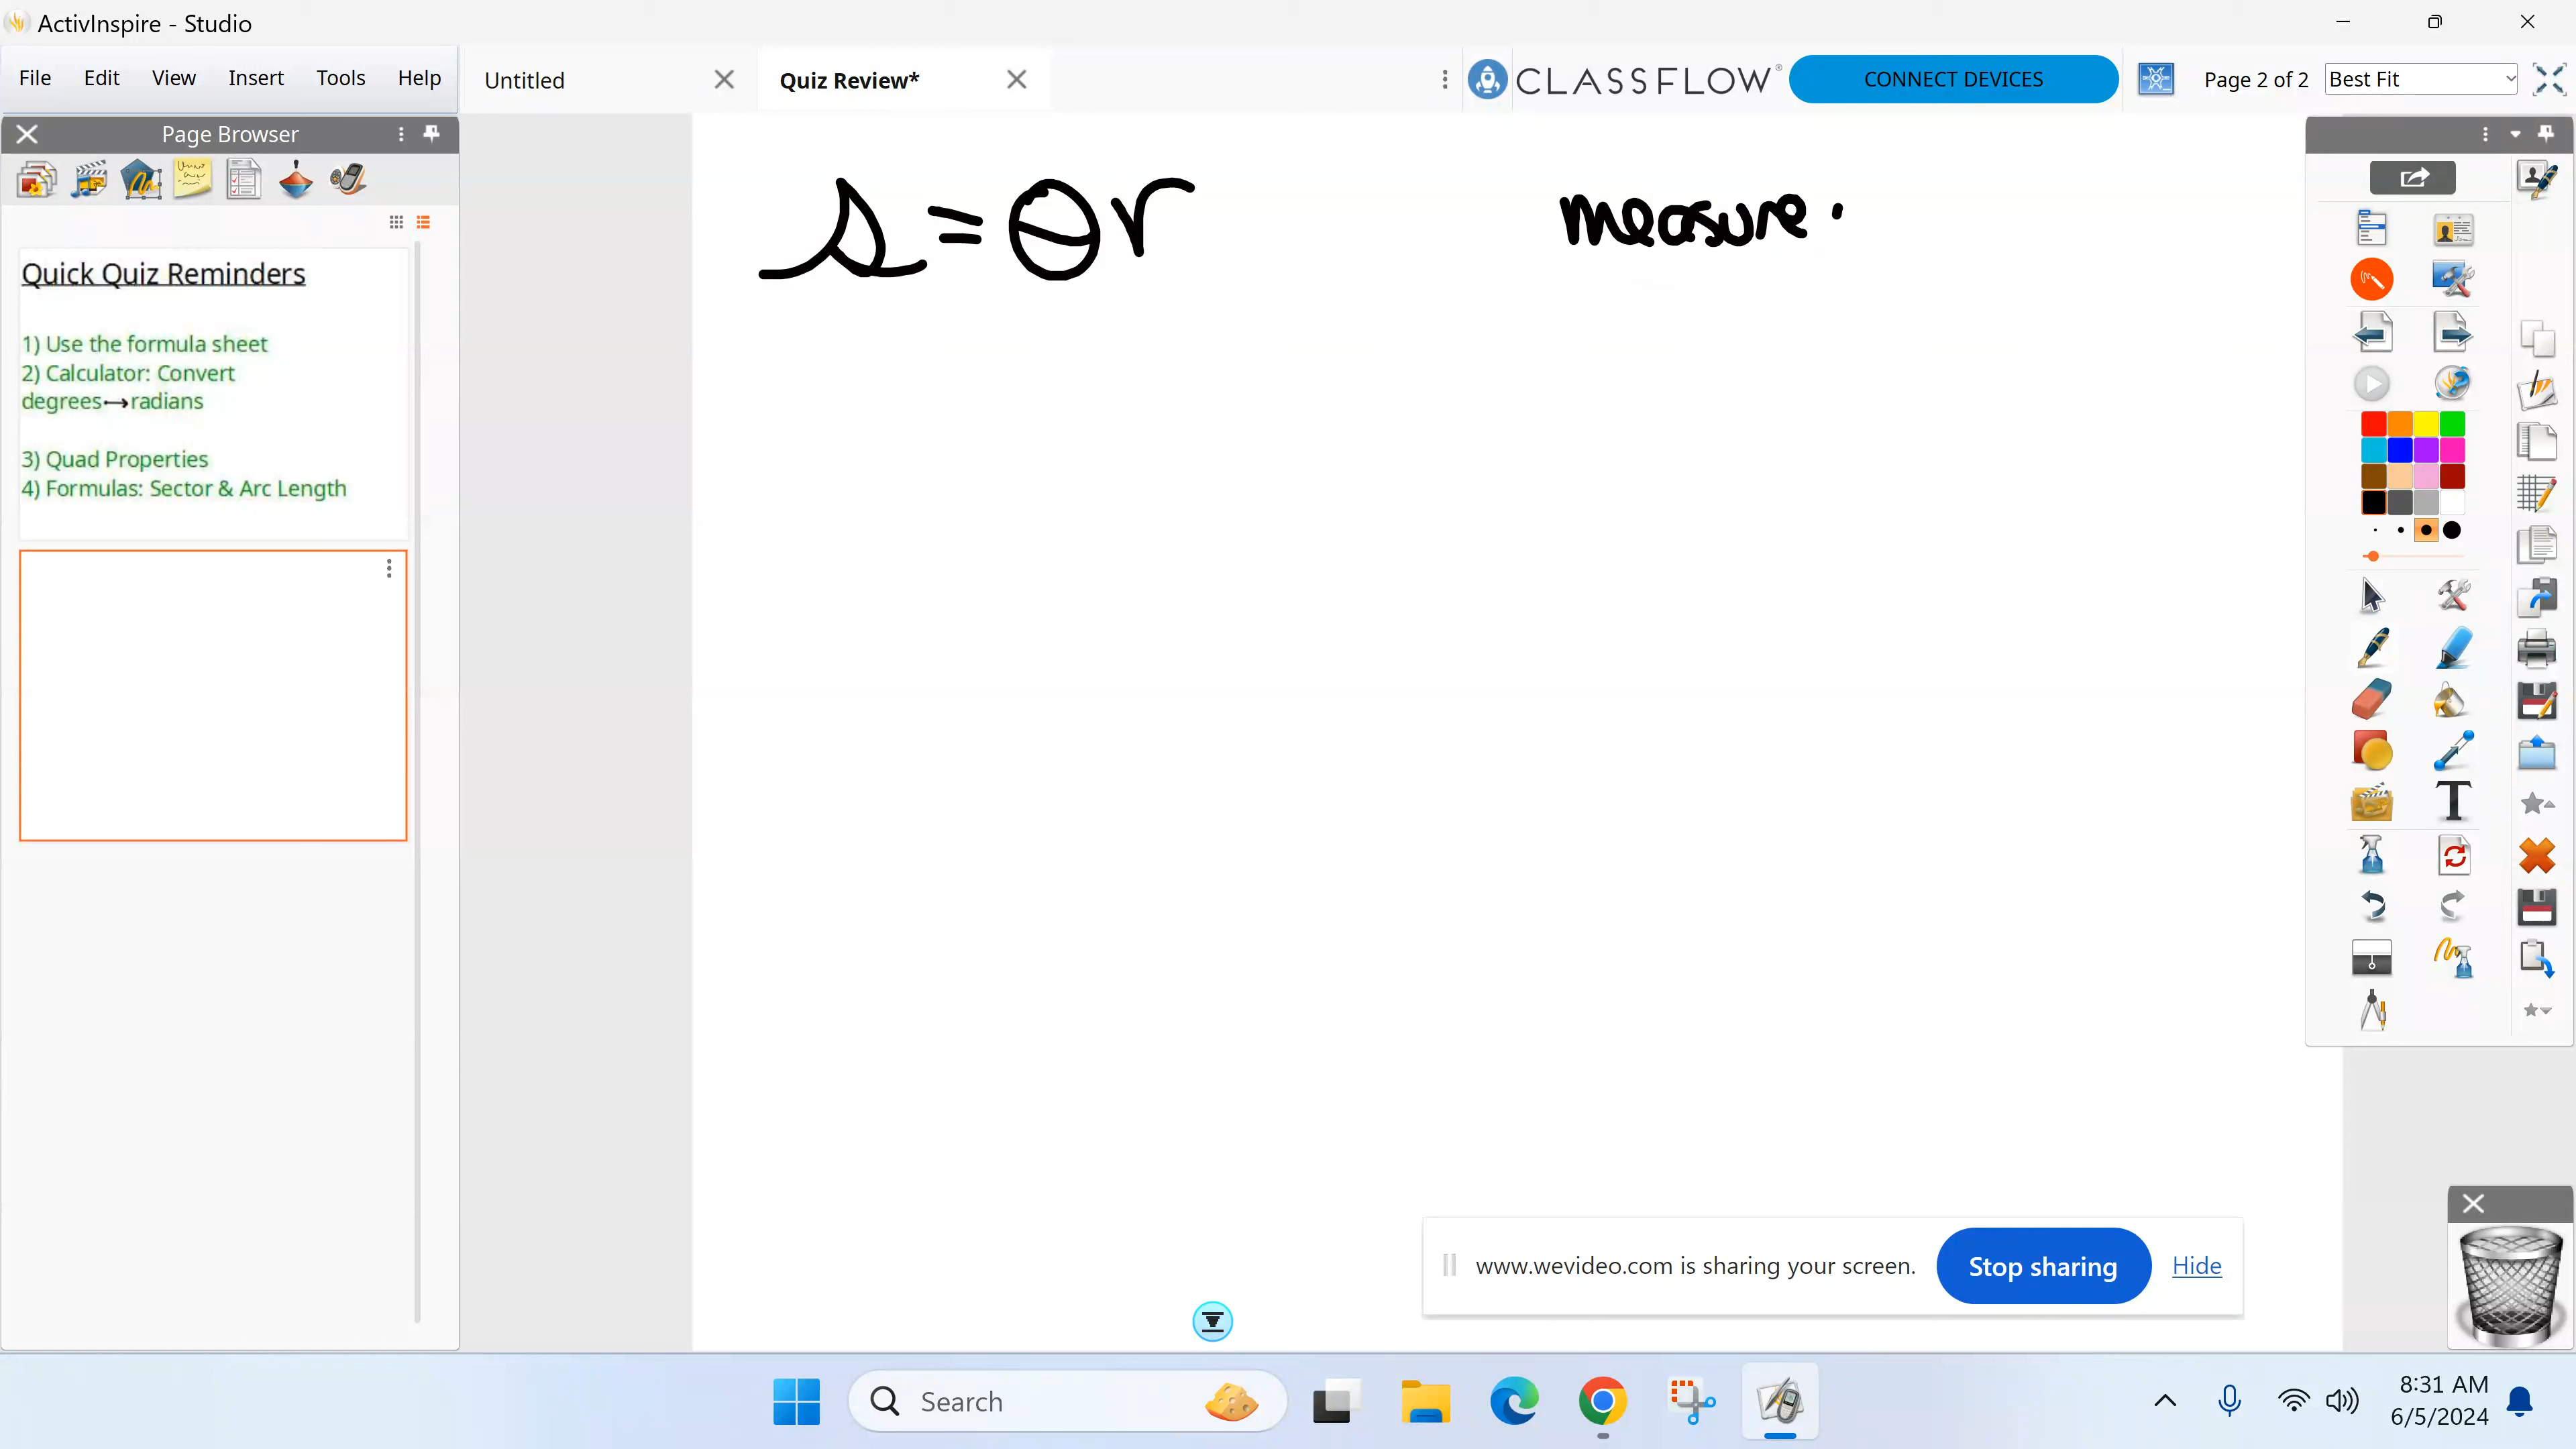 ActivInspire - Studio
File Edit View Insert Tools Help
Untitled
Quiz Review*
CLASSFLOW®
CONNECT DEVICES
Page 2 of 2
Best Fit
Page Browser
Quick Quiz Reminders
1) Use the formula sheet
2) Calculator: Convert
degrees↔radians
3) Quad Properties
4) Formulas: Sector & Arc Length
s=θr
measure
T
www.wevideo.com is sharing your screen.
Stop sharing
Hide
Search
8:31 AM
6/5/2024